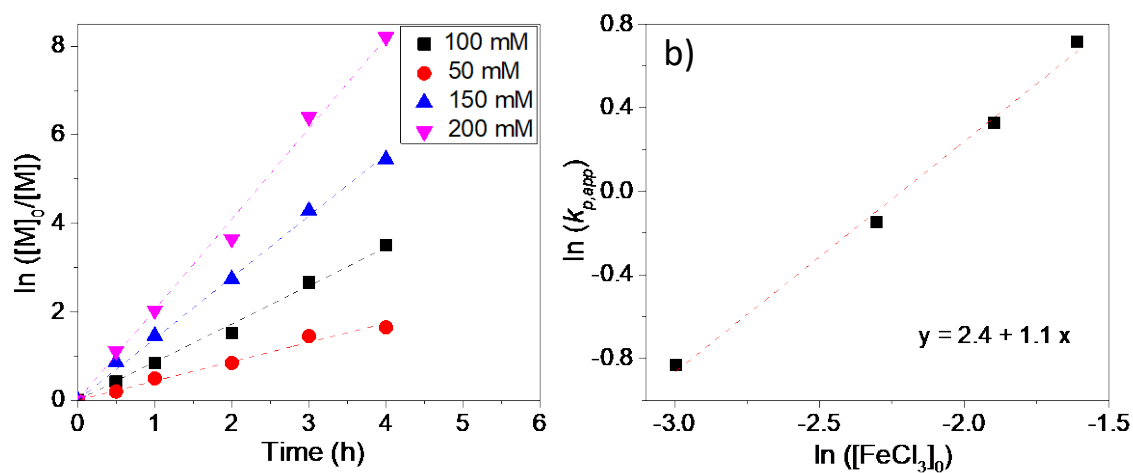 100 mM
50 mM
150 mM
200 mM
ln ([M]0/[M])
8
6
4
2
0
0 1 2 3 4 5 6
Time (h)
b)
ln (kp,app)
0.8
0.4
0.0
-0.4
-0.8
y = 2.4 + 1.1 x
-3.0 -2.5 -2.0 -1.5
ln ([FeCl3]0)